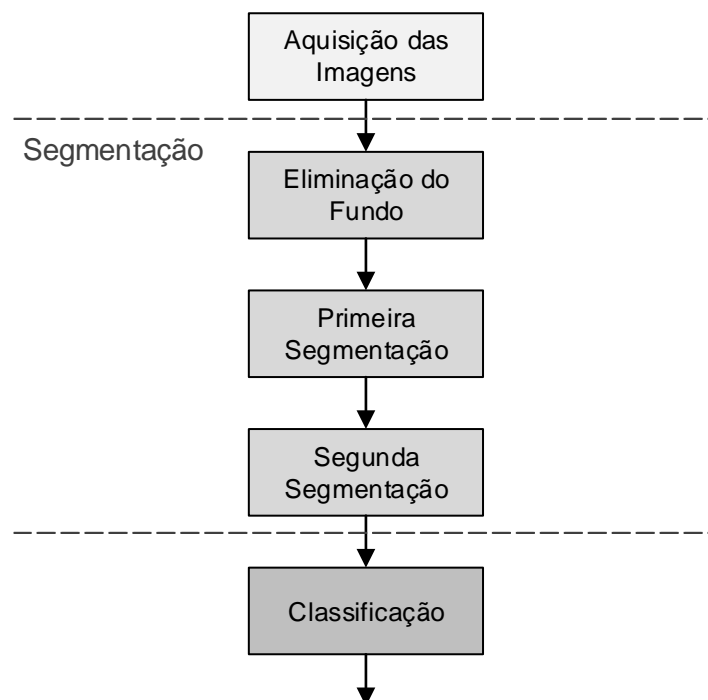 Aquisição das
Imagens
Segmentação
Eliminação do
Fundo
Primeira
Segmentação
Segunda
Segmentação
Classificação